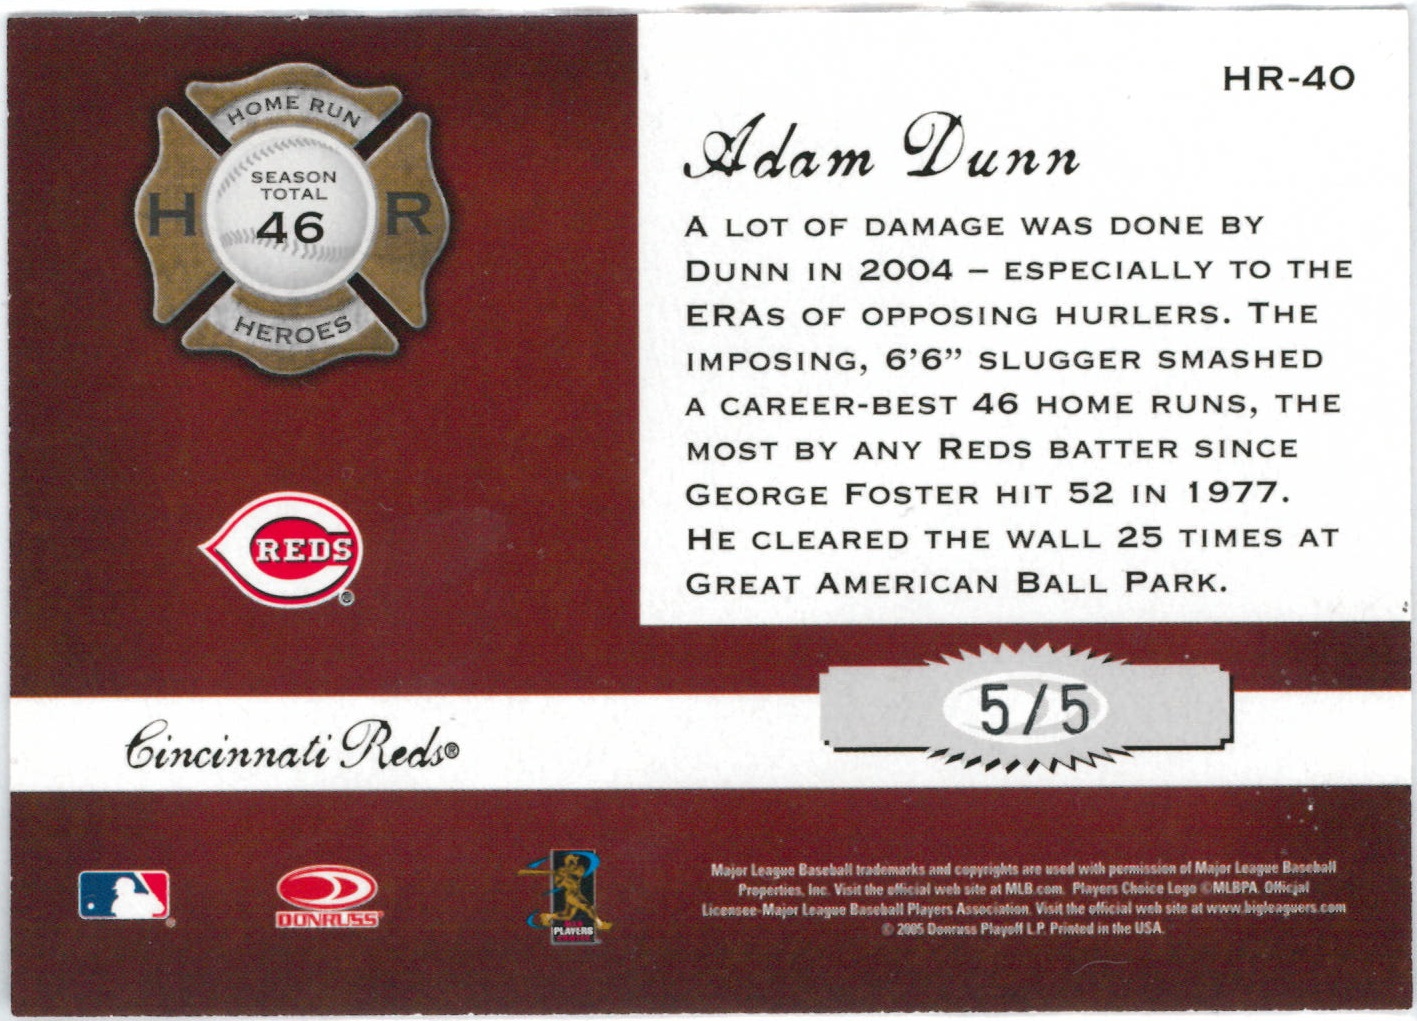 HR-40
HOME RUN
H
SEASON
TOTAL
46
R
HEROES
Adam Dunn
A LOT OF DAMAGE WAS DONE BY
DUNN IN 2004 – ESPECIALLY TO THE
ERAS OF OPPOSING HURLERS. THE
IMPOSING, 6'6” SLUGGER SMASHED
A CAREER-BEST 46 HOME RUNS, THE
MOST BY ANY REDS BATTER SINCE
GEORGE FOSTER HIT 52 IN 1977.
HE CLEARED THE WALL 25 TIMES AT
GREAT AMERICAN BALL PARK.
REDS
®
5/5
Cincinnati Reds®
DONRUSS®
PLAYERS
Major League Baseball trademarks and copyrights are used with permission of Major League Baseball
Properties, Inc. Visit the official web site at MLB.com. Players Choice Logo ©MLBPA. Official
Licensee-Major League Baseball Players Association. Visit the official web site at www.bigleaguers.com
© 2005 Donruss Playoff L.P. Printed in the USA.